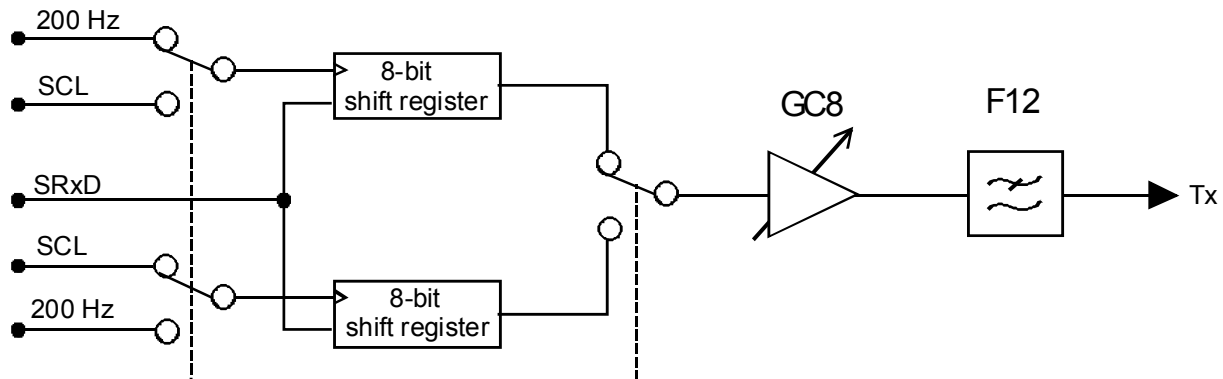 200 Hz
SCL
SRxD
SCL
200 Hz
8-bit
shift register
8-bit
shift register
GC8
F12
Tx